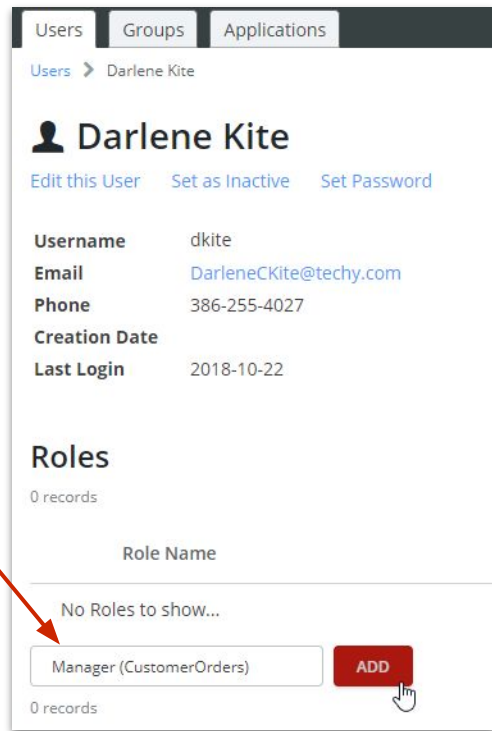 Users Groups Applications
Users > Darlene Kite
Darlene Kite
Edit this User Set as Inactive Set Password
Username dkite
Email DarleneCKite@techy.com
Phone 386-255-4027
Creation Date
Last Login 2018-10-22
Roles
0 records
Role Name
No Roles to show...
Manager (CustomerOrders) ADD
0 records